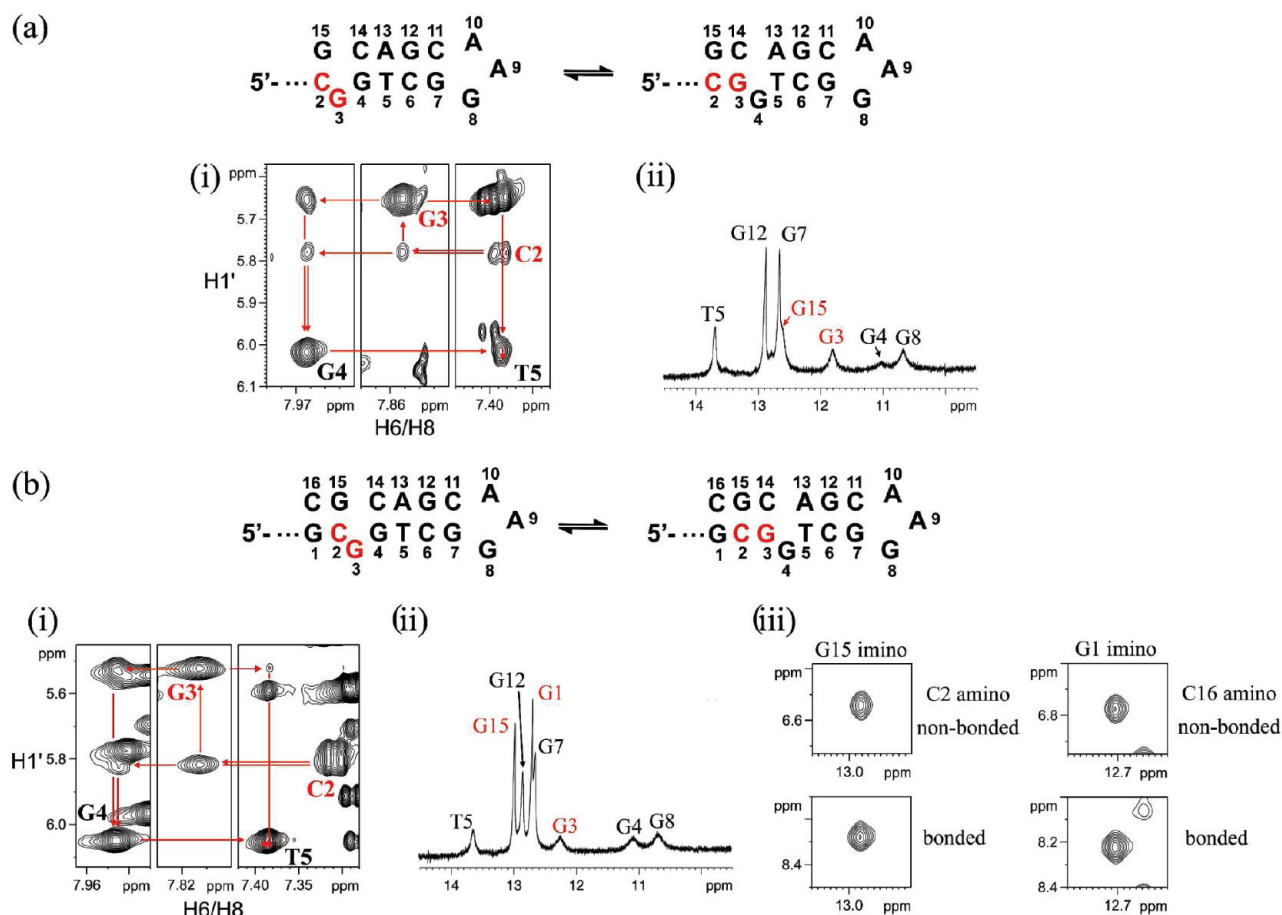 (a)
15 14 13 12 11 10
G C A G C A
A 9
5'- ··· C G T C G G
2 G 4 5 6 7
3 8
15 14 13 12 11 10
G C A G C A
A 9
5'- ··· C G T C G G
2 3 G 5 6 7
4 8
(i)
ppm
5.7
5.8
5.9
6.0
6.1
H1'
G3
C2
G4
T5
7.97 ppm 7.86 ppm 7.40 ppm
H6/H8
(ii)
G12 G7
T5
G15
G3
G4 G8
14 13 12 11 ppm
(b)
16 15 14 13 12 11 10
C G C A G C A
A 9
5'- ··· G C G T C G G
1 2 G 4 5 6 7
3 8
16 15 14 13 12 11 10
C G C A G C A
A 9
5'- ··· G C G T C G G
1 2 3 G 5 6 7
4 8
(i)
ppm
5.6
5.8
6.0
H1'
G3
C2
G4
T5
7.96 ppm 7.82 ppm 7.40 7.35 ppm
H6/H8
(ii)
G12
G1
G15
G7
T5
G3
G4 G8
14 13 12 11 ppm
(iii)
G15 imino
ppm
6.6
13.0 ppm
C2 amino
non-bonded
G1 imino
ppm
6.8
12.7 ppm
C16 amino
non-bonded
ppm
8.4
13.0 ppm
bonded
ppm
8.2
8.4
12.7 ppm
bonded